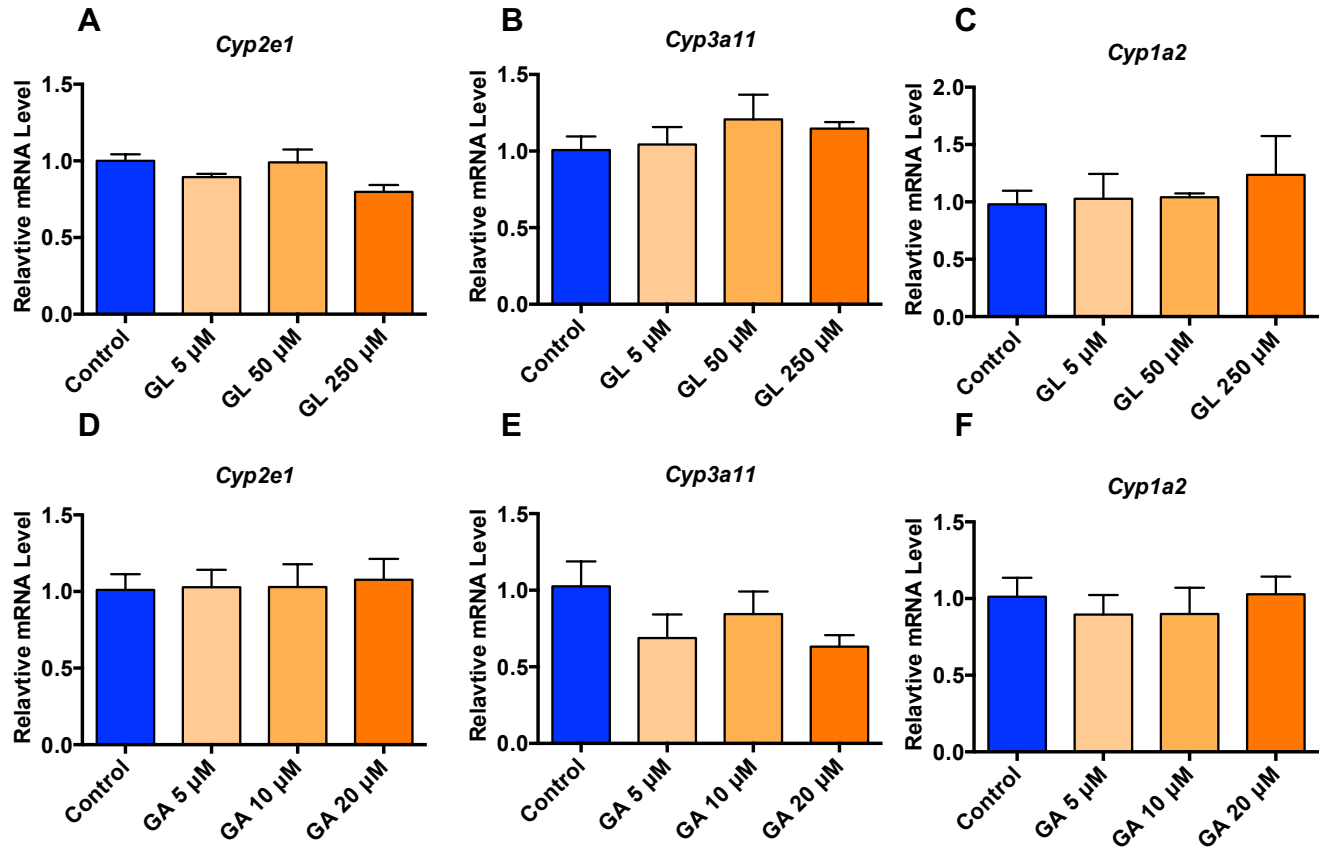 A
Cyp2e1
Relavtive mRNA Level
1.5
1.0
0.5
0.0
Control
GL 5 µM
GL 50 µM
GL 250 µM
B
Cyp3a11
Relavtive mRNA Level
1.5
1.0
0.5
0.0
Control
GL 5 µM
GL 50 µM
GL 250 µM
C
Cyp1a2
Relavtive mRNA Level
2.0
1.5
1.0
0.5
0.0
Control
GL 5 µM
GL 50 µM
GL 250 µM
D
Cyp2e1
Relavtive mRNA Level
1.5
1.0
0.5
0.0
Control
GA 5 µM
GA 10 µM
GA 20 µM
E
Cyp3a11
Relavtive mRNA Level
1.5
1.0
0.5
0.0
Control
GA 5 µM
GA 10 µM
GA 20 µM
F
Cyp1a2
Relavtive mRNA Level
1.5
1.0
0.5
0.0
Control
GA 5 µM
GA 10 µM
GA 20 µM